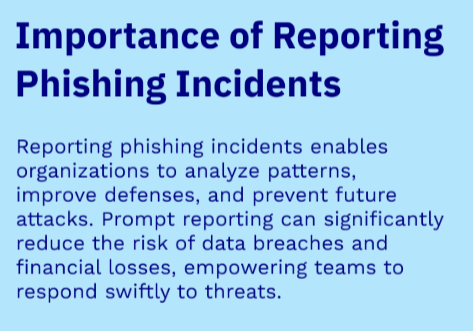 Importance of Reporting
Phishing Incidents
Reporting phishing incidents enables
organizations to analyze patterns,
improve defenses, and prevent future
attacks. Prompt reporting can significantly
reduce the risk of data breaches and
financial losses, empowering teams to
respond swiftly to threats.